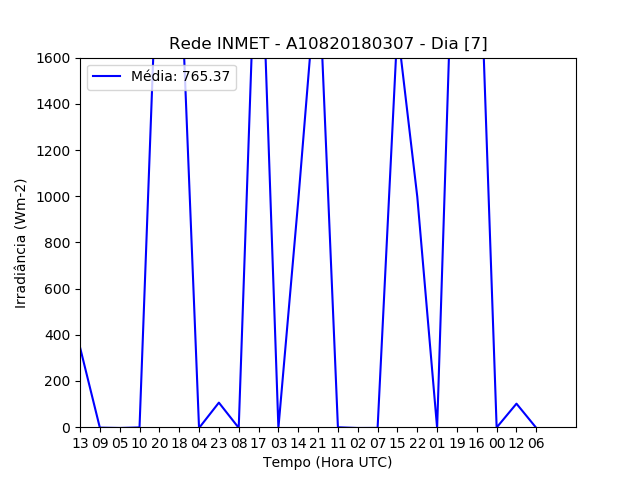 Rede INMET - A10820180307 - Dia [7]
Média: 765.37
Irradiância (Wm-2)
1600
1400
1200
1000
800
600
400
200
0
13 09 05 10 20 18 04 23 08 17 03 14 21 11 02 07 15 22 01 19 16 00 12 06
Tempo (Hora UTC)